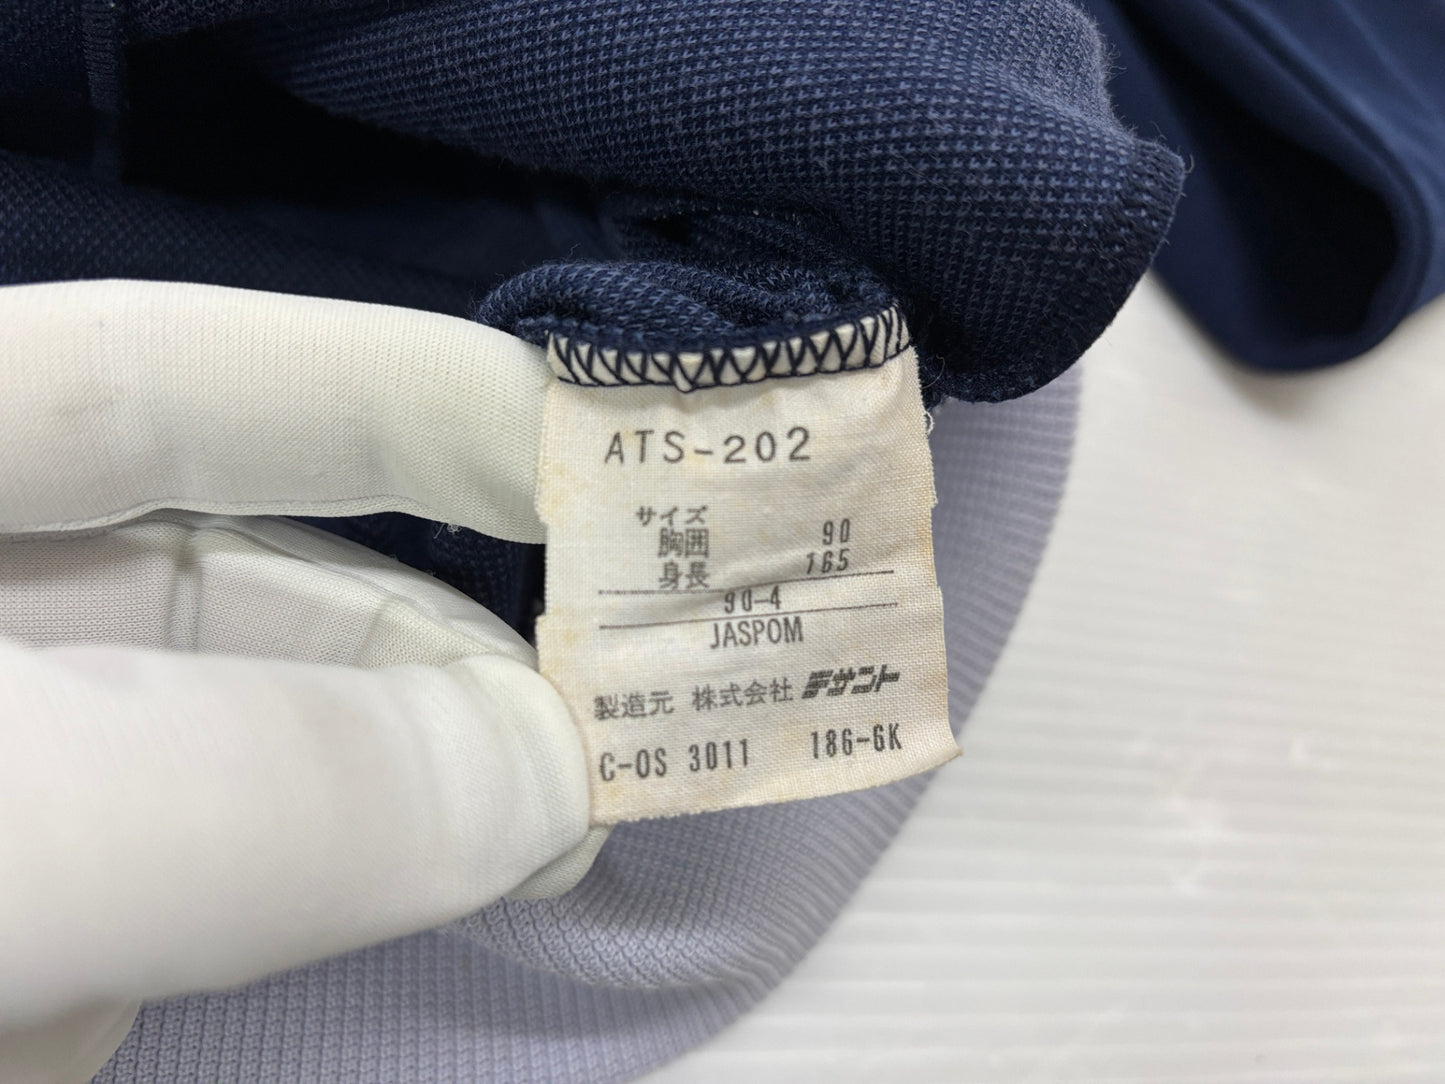 ATS-202
サイズ
胸囲 90
身長 165
90-4
JASPOM
製造元 株式会社 デサント
C-OS 3011 186-6K